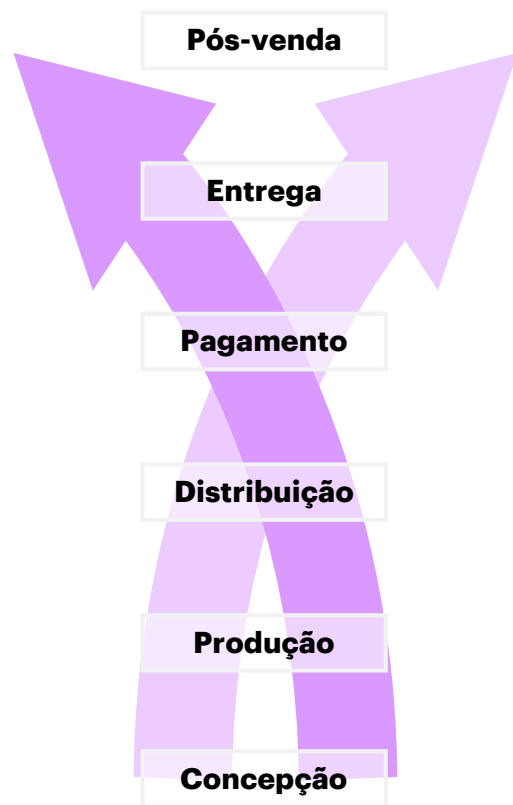 Pós-venda
Entrega
Pagamento
Distribuição
Produção
Concepção